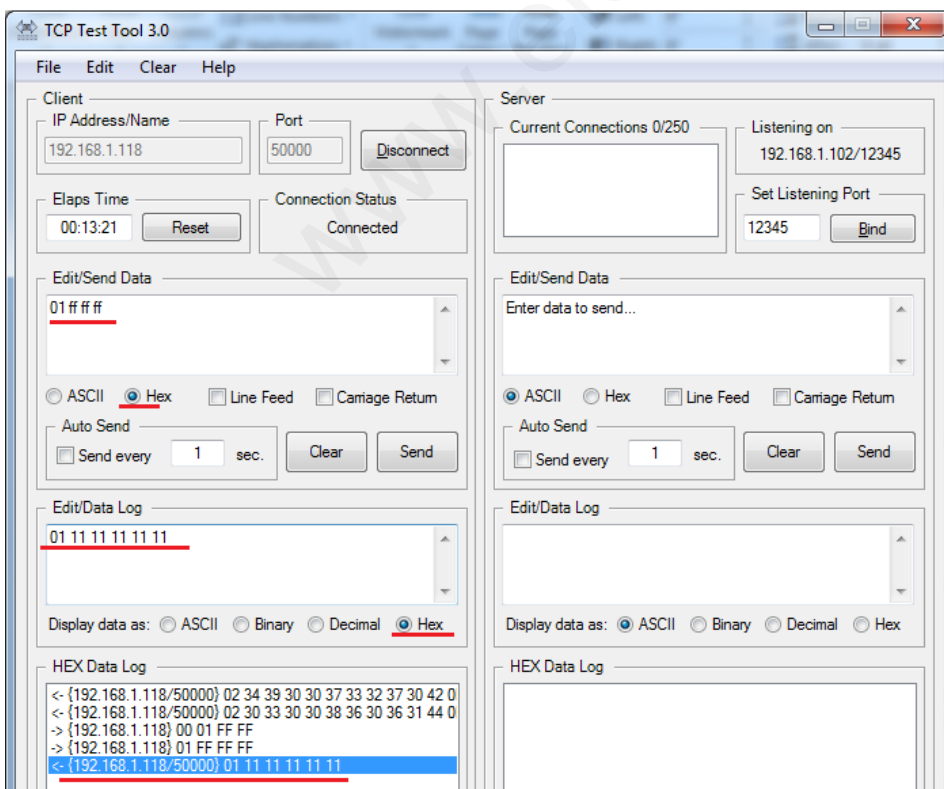 TCP Test Tool 3.0
File Edit Clear Help
Client
IP Address/Name
192.168.1.118
Port
50000
Disconnect
Elaps Time
00:13:21
Reset
Connection Status
Connected
Edit/Send Data
01 ff ff ff
ASCII Hex Line Feed Carriage Return
Auto Send
Send every 1 sec.
Clear
Send
Edit/Data Log
01 11 11 11 11 11 11
Display data as: ASCII Binary Decimal Hex
HEX Data Log
<- {192.168.1.118/50000} 02 34 39 30 30 37 33 32 37 30 42 0
<- {192.168.1.118/50000} 02 30 33 30 30 38 36 30 36 31 44 0
-> {192.168.1.118} 00 01 FF FF
-> {192.168.1.118} 01 FF FF FF
<- {192.168.1.118/50000} 01 11 11 11 11 11 11
Server
Current Connections 0/250
Listening on
192.168.1.102/12345
Set Listening Port
12345
Bind
Edit/Send Data
Enter data to send...
ASCII Hex Line Feed Carriage Return
Auto Send
Send every 1 sec.
Clear
Send
Edit/Data Log
Display data as: ASCII Binary Decimal Hex
HEX Data Log
www.